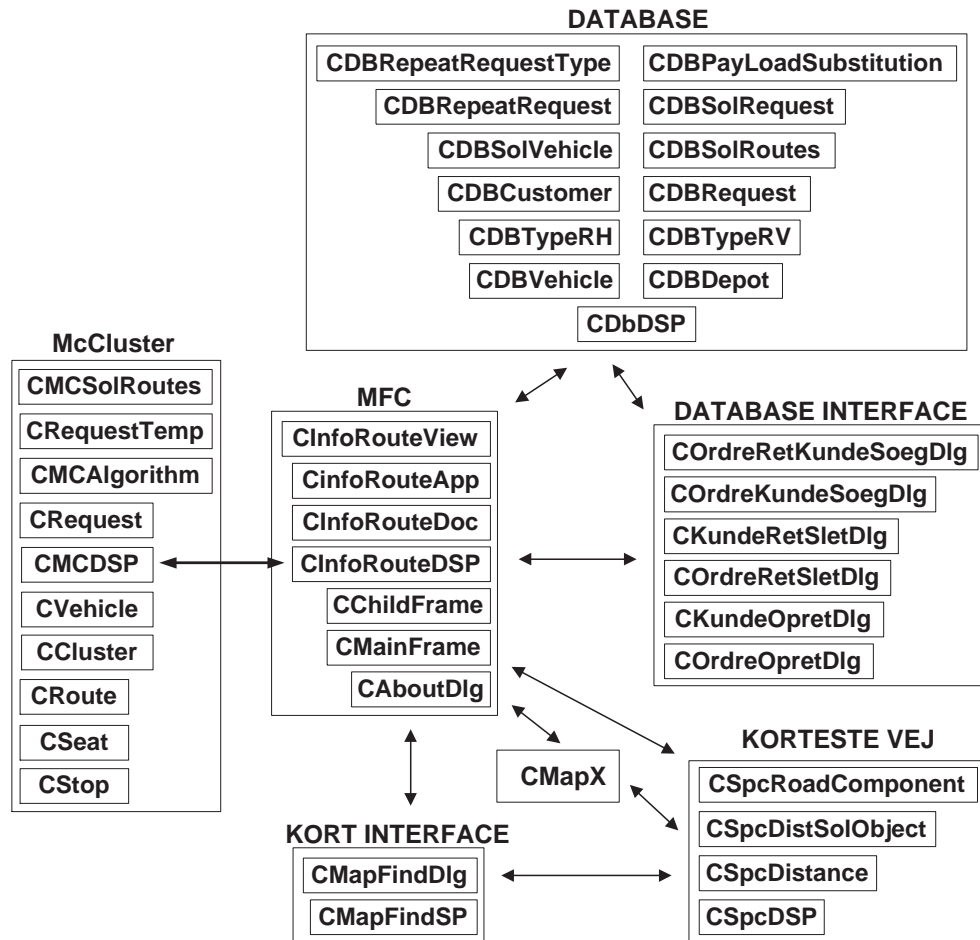 DATABASE
CDBRepeatRequestType
CDBPayLoadSubstitution
CDBRepeatRequest
CDBSolRequest
CDBSolVehicle
CDBSolRoutes
CDBCustomer
CDBRequest
CDBTypeRH
CDBTypeRV
CDBVehicle
CDBDepot
CDbDSP
McCluster
CMCSolRoutes
CRequestTemp
CMCAlgorithm
CRequest
CMCDSP
CVehicle
CCluster
CRoute
CSeat
CStop
MFC
CInfoRouteView
CinfoRouteApp
CInfoRouteDoc
CInfoRouteDSP
CChildFrame
CMainFrame
CAboutDlg
DATABASE INTERFACE
COrdreRetKundeSoegDlg
COrdreKundeSoegDlg
CKundeRetSletDlg
COrdreRetSletDlg
CKundeOpretDlg
COrdreOpretDlg
CMapX
KORTESTE VEJ
CSpcRoadComponent
CSpcDistSolObject
CSpcDistance
CSpcDSP
KORT INTERFACE
CMapFindDlg
CMapFindSP